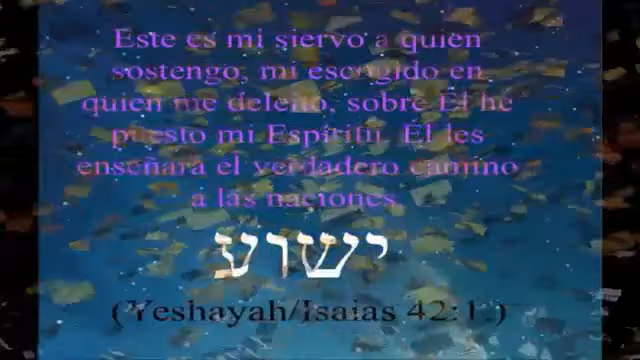 Este es mi siervo a quien
sostengo, mi escogido en
quien me deleito, sobre Él he
puesto mi Espíritu. Él les
enseñará el verdadero camino
a las naciones.
ישוע
(Yeshayah/Isaias 42:1.)